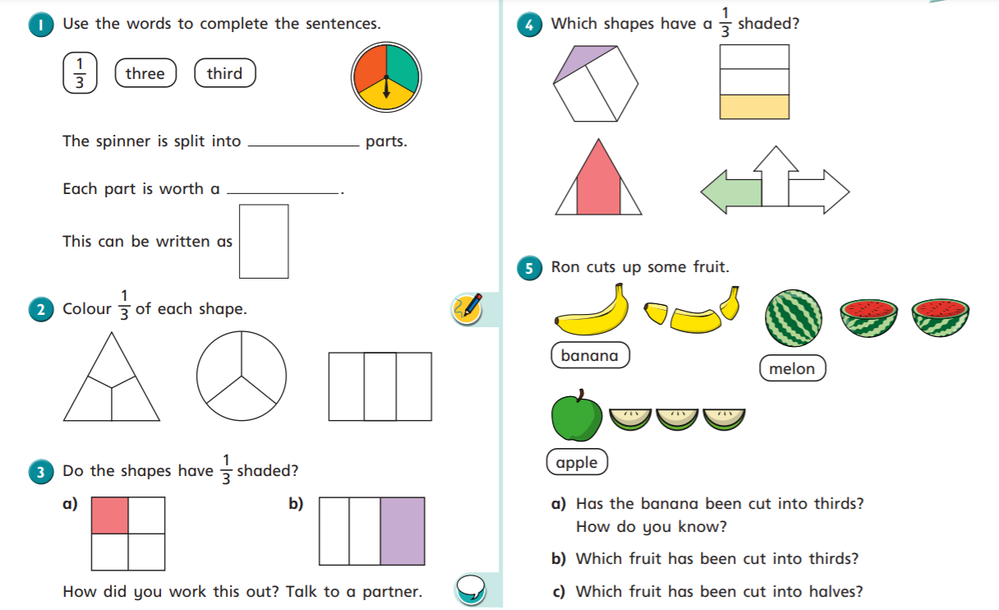 1 Use the words to complete the sentences.
1/3 three third
The spinner is split into ____________ parts.
Each part is worth a ____________.
This can be written as
2 Colour 1/3 of each shape.
3 Do the shapes have 1/3 shaded?
a) b)
How did you work this out? Talk to a partner.
4 Which shapes have a 1/3 shaded?
5 Ron cuts up some fruit.
banana
melon
apple
a) Has the banana been cut into thirds?
How do you know?
b) Which fruit has been cut into thirds?
c) Which fruit has been cut into halves?